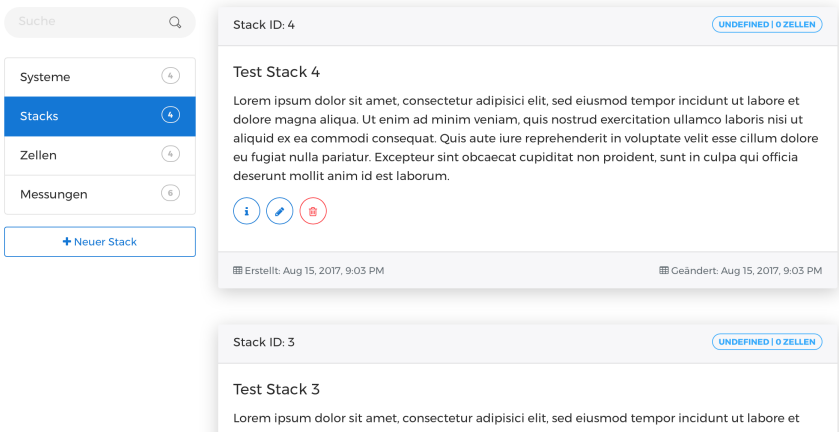 Suche
Systeme 4
Stacks 4
Zellen 4
Messungen 6
+ Neuer Stack
Stack ID: 4 UNDEFINED | 0 ZELLEN
Test Stack 4
Lorem ipsum dolor sit amet, consectetur adipisici elit, sed eiusmod tempor incidunt ut labore et
dolore magna aliqua. Ut enim ad minim veniam, quis nostrud exercitation ullamco laboris nisi ut
aliquid ex ea commodi consequat. Quis aute iure reprehenderit in voluptate velit esse cillum dolore
eu fugiat nulla pariatur. Excepteur sint obcaecat cupiditat non proident, sunt in culpa qui officia
deserunt mollit anim id est laborum.
Erstellt: Aug 15, 2017, 9:03 PM Geändert: Aug 15, 2017, 9:03 PM
Stack ID: 3 UNDEFINED | 0 ZELLEN
Test Stack 3
Lorem ipsum dolor sit amet, consectetur adipisici elit, sed eiusmod tempor incidunt ut labore et